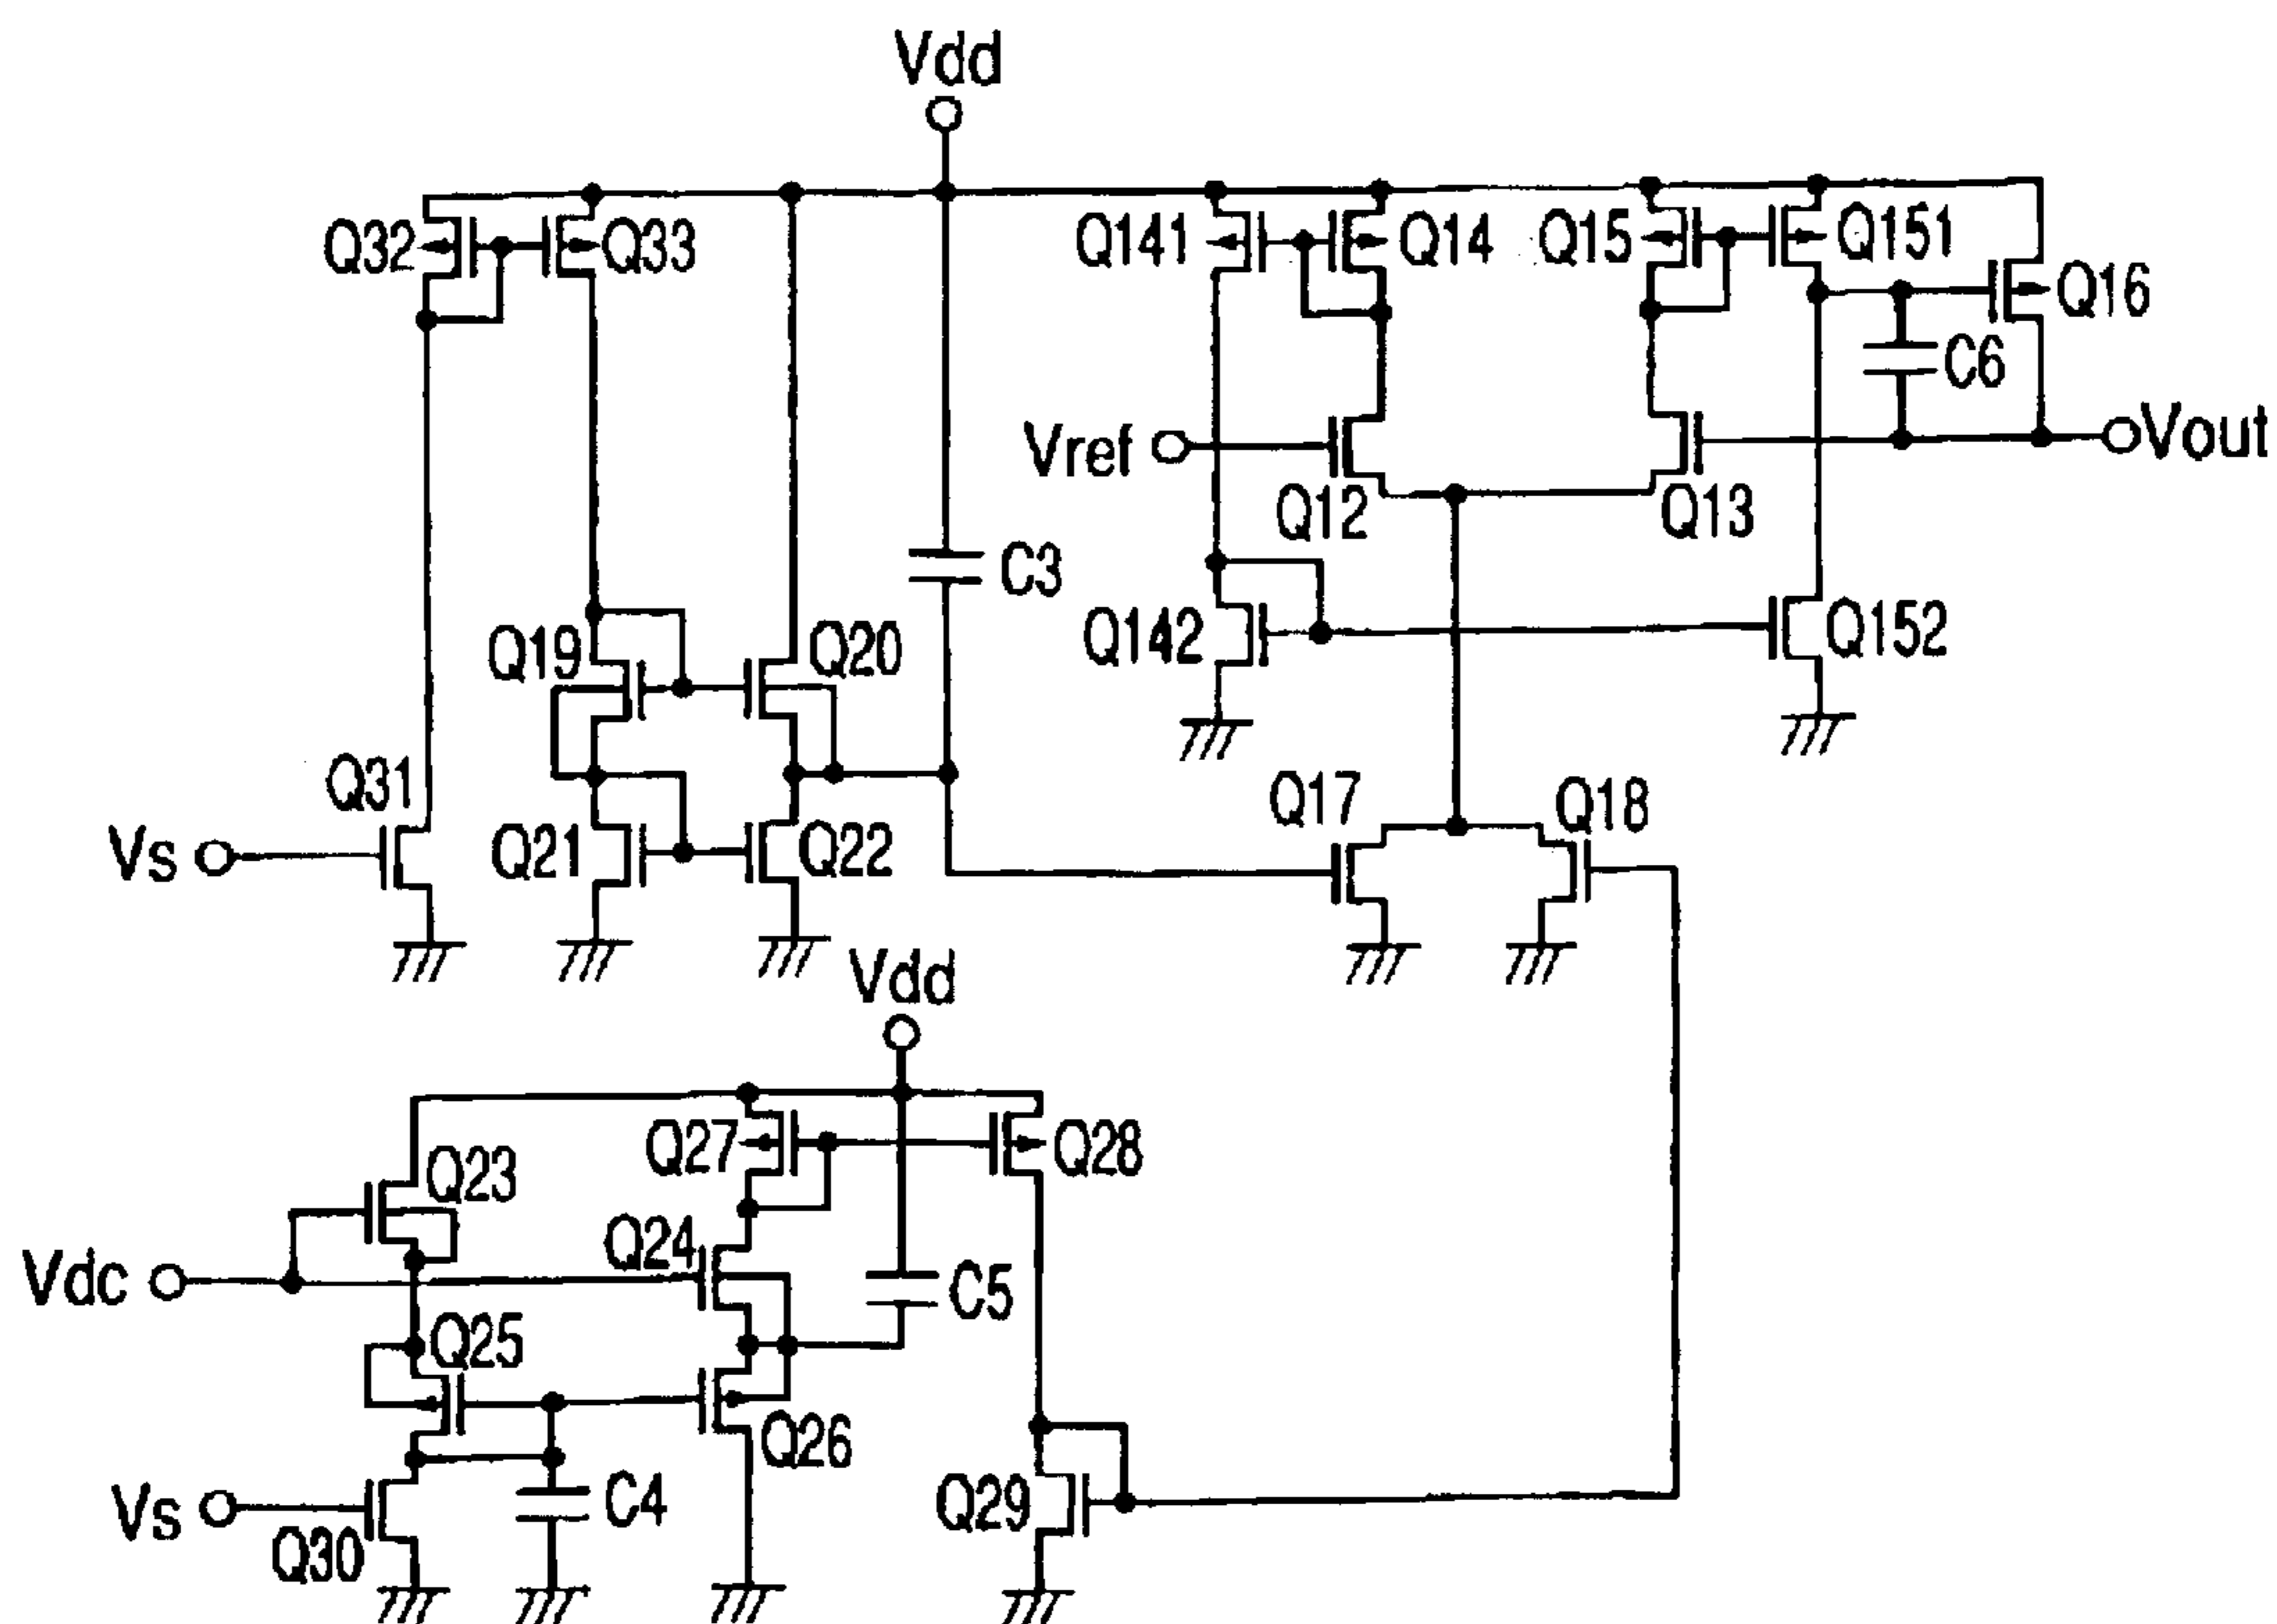 Vdd
Q32
Q33
Q141
Q14
Q15
Q151
Q16
C6
Vref
Vout
Q12
Q13
C3
Q19
Q20
Q142
Q152
Q31
Vs
Q21
Q22
Q17
Q18
Vdd
Q27
Q28
Q23
Q24
Vdc
C5
Q25
Q26
Vs
C4
Q29
Q30